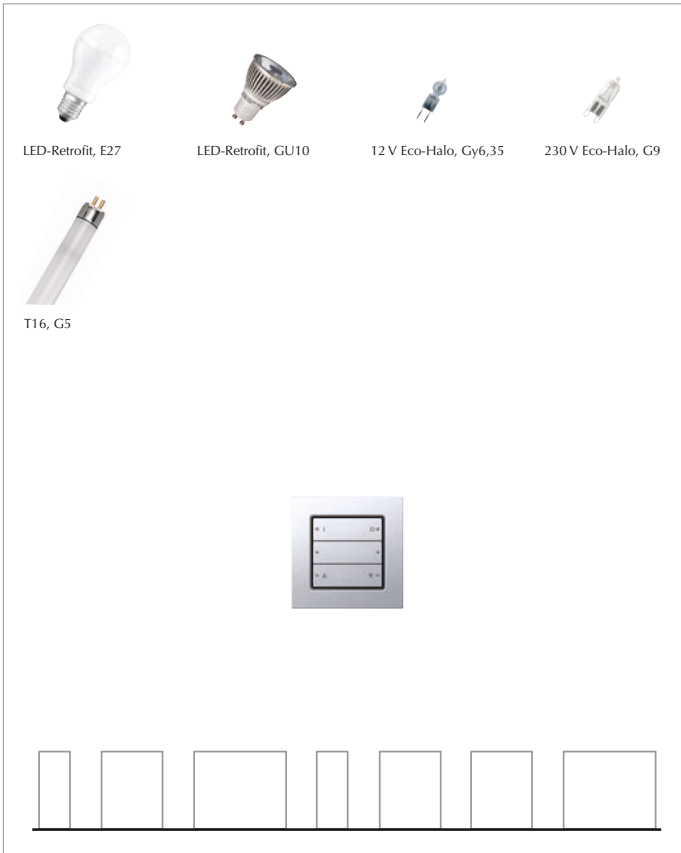 LED-Retrofit, E27
LED-Retrofit, GU10
12 V Eco-Halo, Gy6,35
230 V Eco-Halo, G9
T16, G5